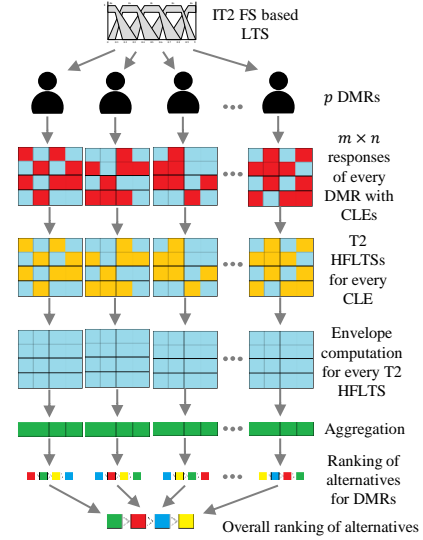 IT2 FS based
LTS
p DMRs
m × n
responses
of every
DMR with
CLEs
T2
HFLTSs
for every
CLE
Envelope
computation
for every T2
HFLTS
Aggregation
Ranking of
alternatives
for DMRs
Overall ranking of alternatives